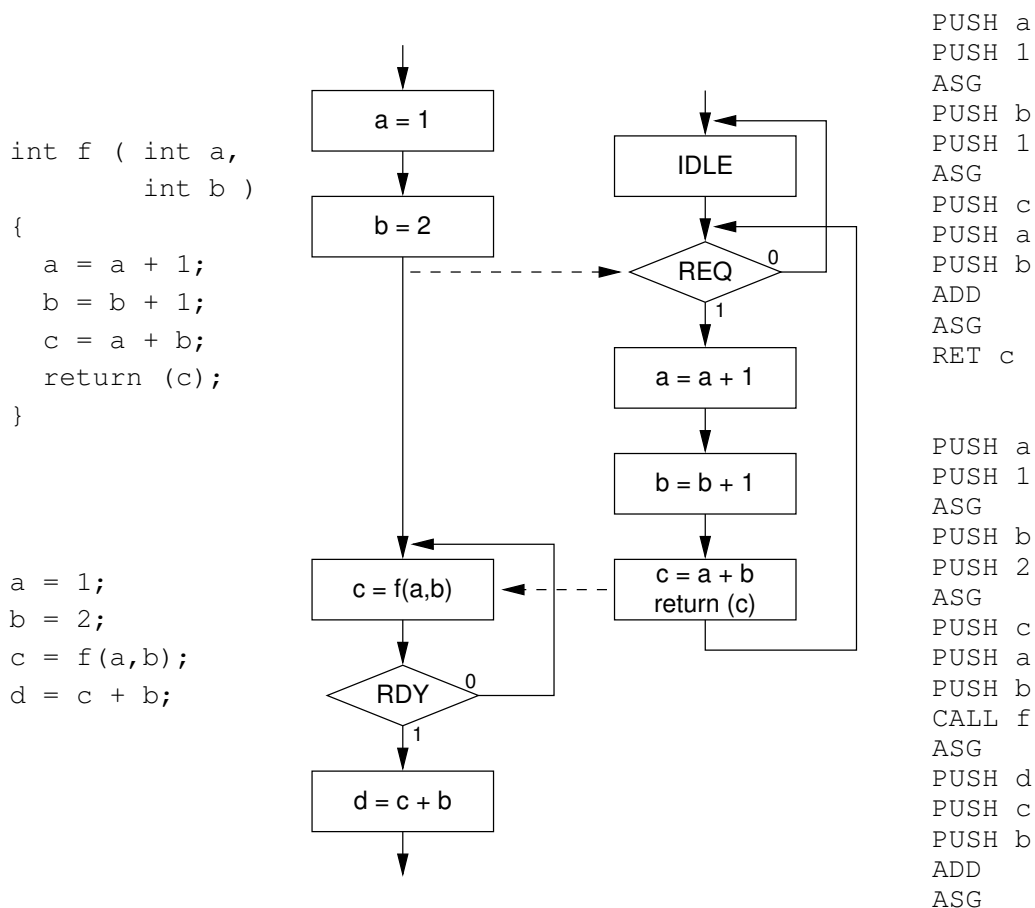 int f ( int a,
int b )
{
a = a + 1;
b = b + 1;
c = a + b;
return (c);
}
a = 1;
b = 2;
c = f(a,b);
d = c + b;
a = 1
b = 2
c = f(a,b)
RDY
0
1
d = c + b
IDLE
REQ
0
1
a = a + 1
b = b + 1
c = a + b
return (c)
PUSH a
PUSH 1
ASG
PUSH b
PUSH 1
ASG
PUSH c
PUSH a
PUSH b
ADD
ASG
RET c
PUSH a
PUSH 1
ASG
PUSH b
PUSH 2
ASG
PUSH c
PUSH a
PUSH b
CALL f
ASG
PUSH d
PUSH c
PUSH b
ADD
ASG